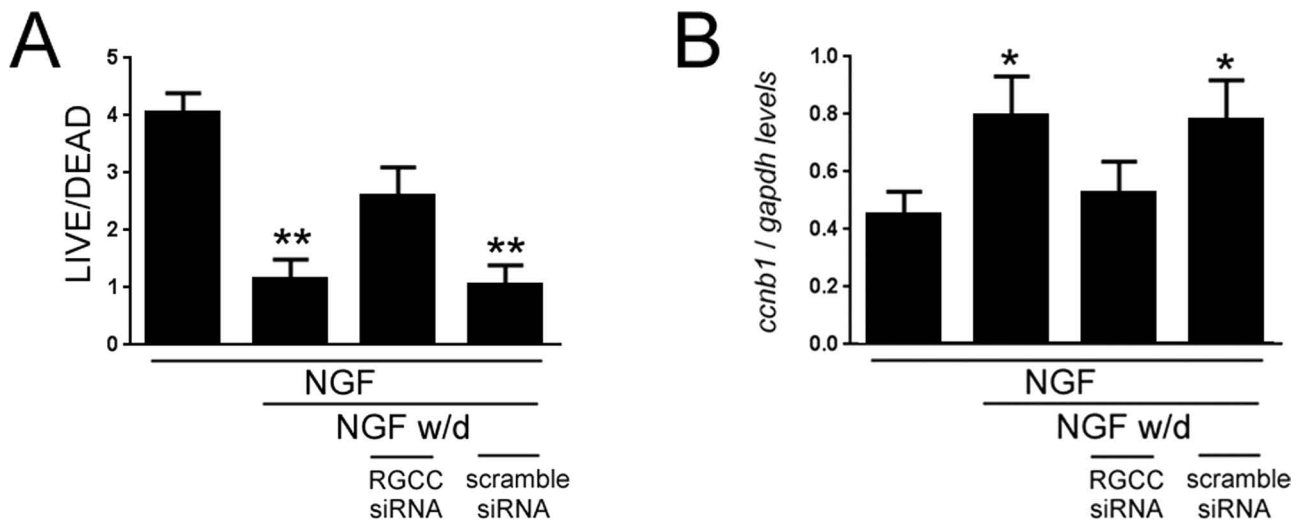 A
LIVE/DEAD
5
4
3
2
1
0
**
**
NGF
NGF w/d
RGCC
siRNA
scramble
siRNA
B
ccnb1 / gapdh levels
1.0
0.8
0.6
0.4
0.2
0.0
*
*
NGF
NGF w/d
RGCC
siRNA
scramble
siRNA